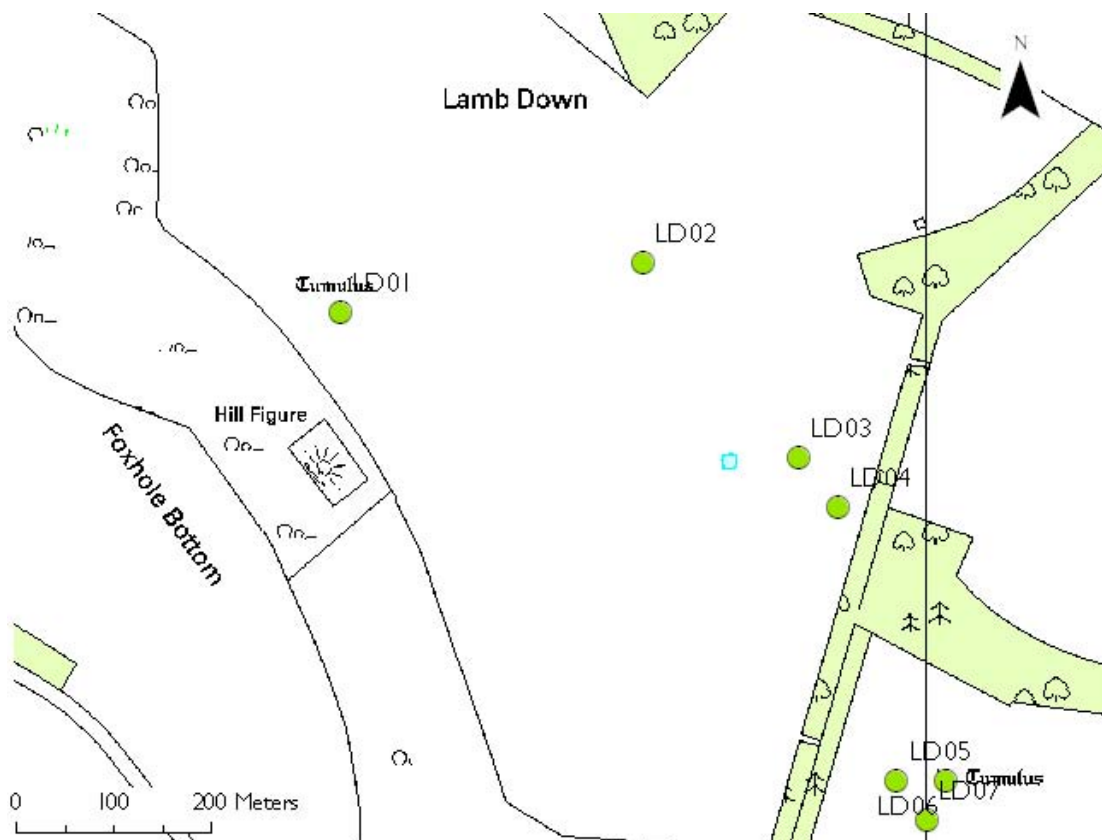 N
Lamb Down
LD02
Tumulus
LD01
Hill Figure
LD03
Foxhole Bottom
LD04
LD05
Tumulus
LD07
LD06
0 100 200 Meters